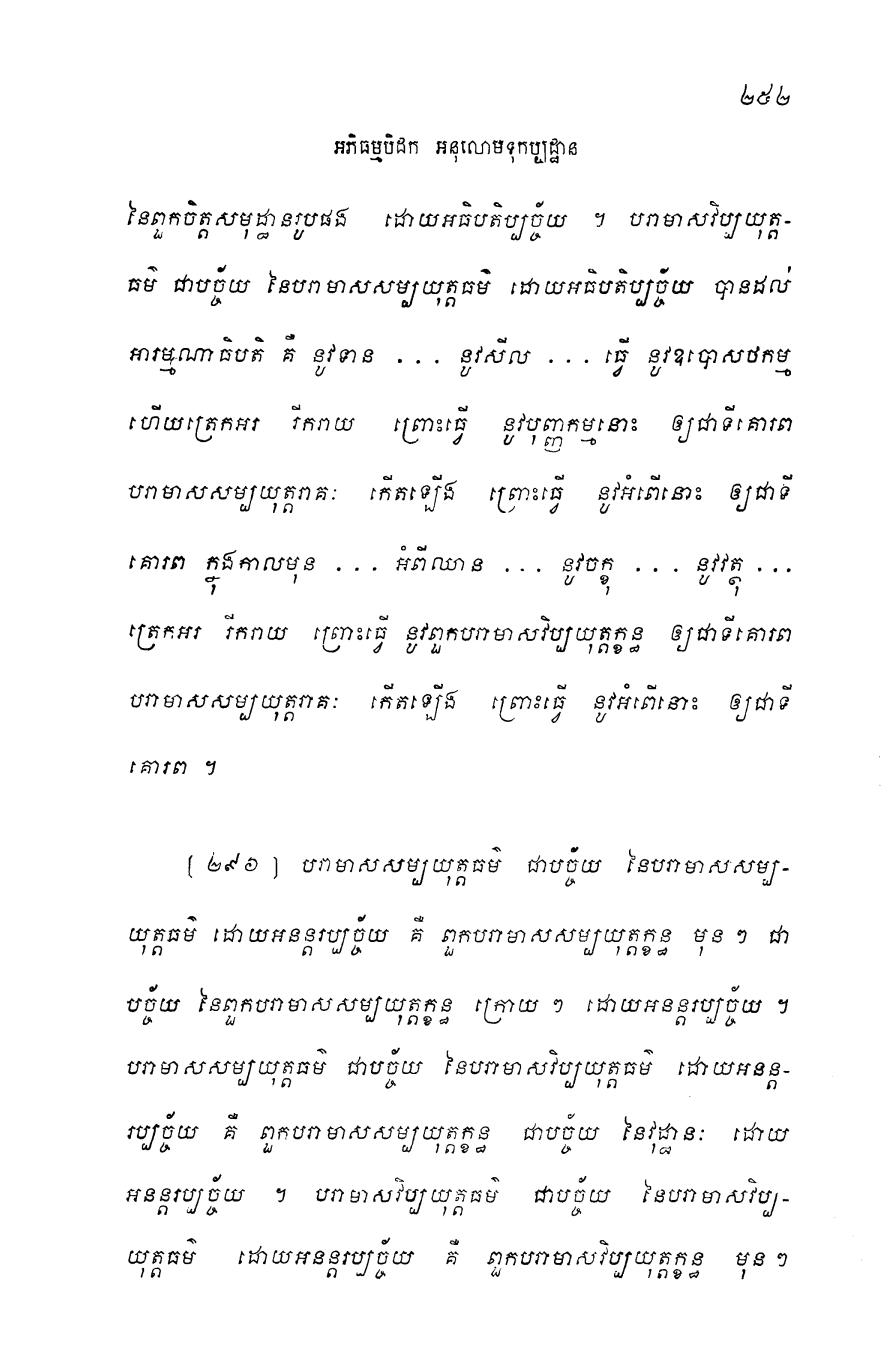 ២៥២
អភិធម្មបិដក អនុលោមទុកប្បដ្ឋាន
នៃពួកចិត្តសមុដ្ឋានរូបផង ដោយអធិបតិប្បច្ច័យ ។ បរាមាសវិប្បយុត្ត-
ធម៌ ជាបច្ច័យ នៃបរាមាសសម្បយុត្តធម៌ ដោយអធិបតិប្បច្ច័យ បានដល់
អារម្មណាធិបតិ គឺ នូវទាន ... នូវសីល ... ធ្វើ នូវឧបោសថកម្ម
ហើយត្រេកអរ រីករាយ ព្រោះធ្វើ នូវបុញ្ញកម្មនោះ ឲ្យជាទីគោរព
បរាមាសសម្បយុត្តរាគៈ កើតឡើង ព្រោះធ្វើ នូវអំពើនោះ ឲ្យជាទី
គោរព ក្នុងកាលមុន ... អំពីឈាន ... នូវចក្ខុ ... នូវវត្ថុ ...
ត្រេកអរ រីករាយ ព្រោះធ្វើ នូវពួកបរាមាសវិប្បយុត្តក្ខន្ធ ឲ្យជាទីគោរព
បរាមាសសម្បយុត្តរាគៈ កើតឡើង ព្រោះធ្វើ នូវអំពើនោះ ឲ្យជាទី
គោរព ។
[ ២៩៦ ] បរាមាសសម្បយុត្តធម៌ ជាបច្ច័យ នៃបរាមាសសម្ប-
យុត្តធម៌ ដោយអនន្តរប្បច្ច័យ គឺ ពួកបរាមាសសម្បយុត្តក្ខន្ធ មុន ៗ ជា
បច្ច័យ នៃពួកបរាមាសសម្បយុត្តក្ខន្ធ ក្រោយ ៗ ដោយអនន្តរប្បច្ច័យ ។
បរាមាសសម្បយុត្តធម៌ ជាបច្ច័យ នៃបរាមាសវិប្បយុត្តធម៌ ដោយអនន្ត-
រប្បច្ច័យ គឺ ពួកបរាមាសសម្បយុត្តក្ខន្ធ ជាបច្ច័យ នៃវុដ្ឋានៈ ដោយ
អនន្តរប្បច្ច័យ ។ បរាមាសវិប្បយុត្តធម៌ ជាបច្ច័យ នៃបរាមាសវិប្ប-
យុត្តធម៌ ដោយអនន្តរប្បច្ច័យ គឺ ពួកបរាមាសវិប្បយុត្តក្ខន្ធ មុន ៗ